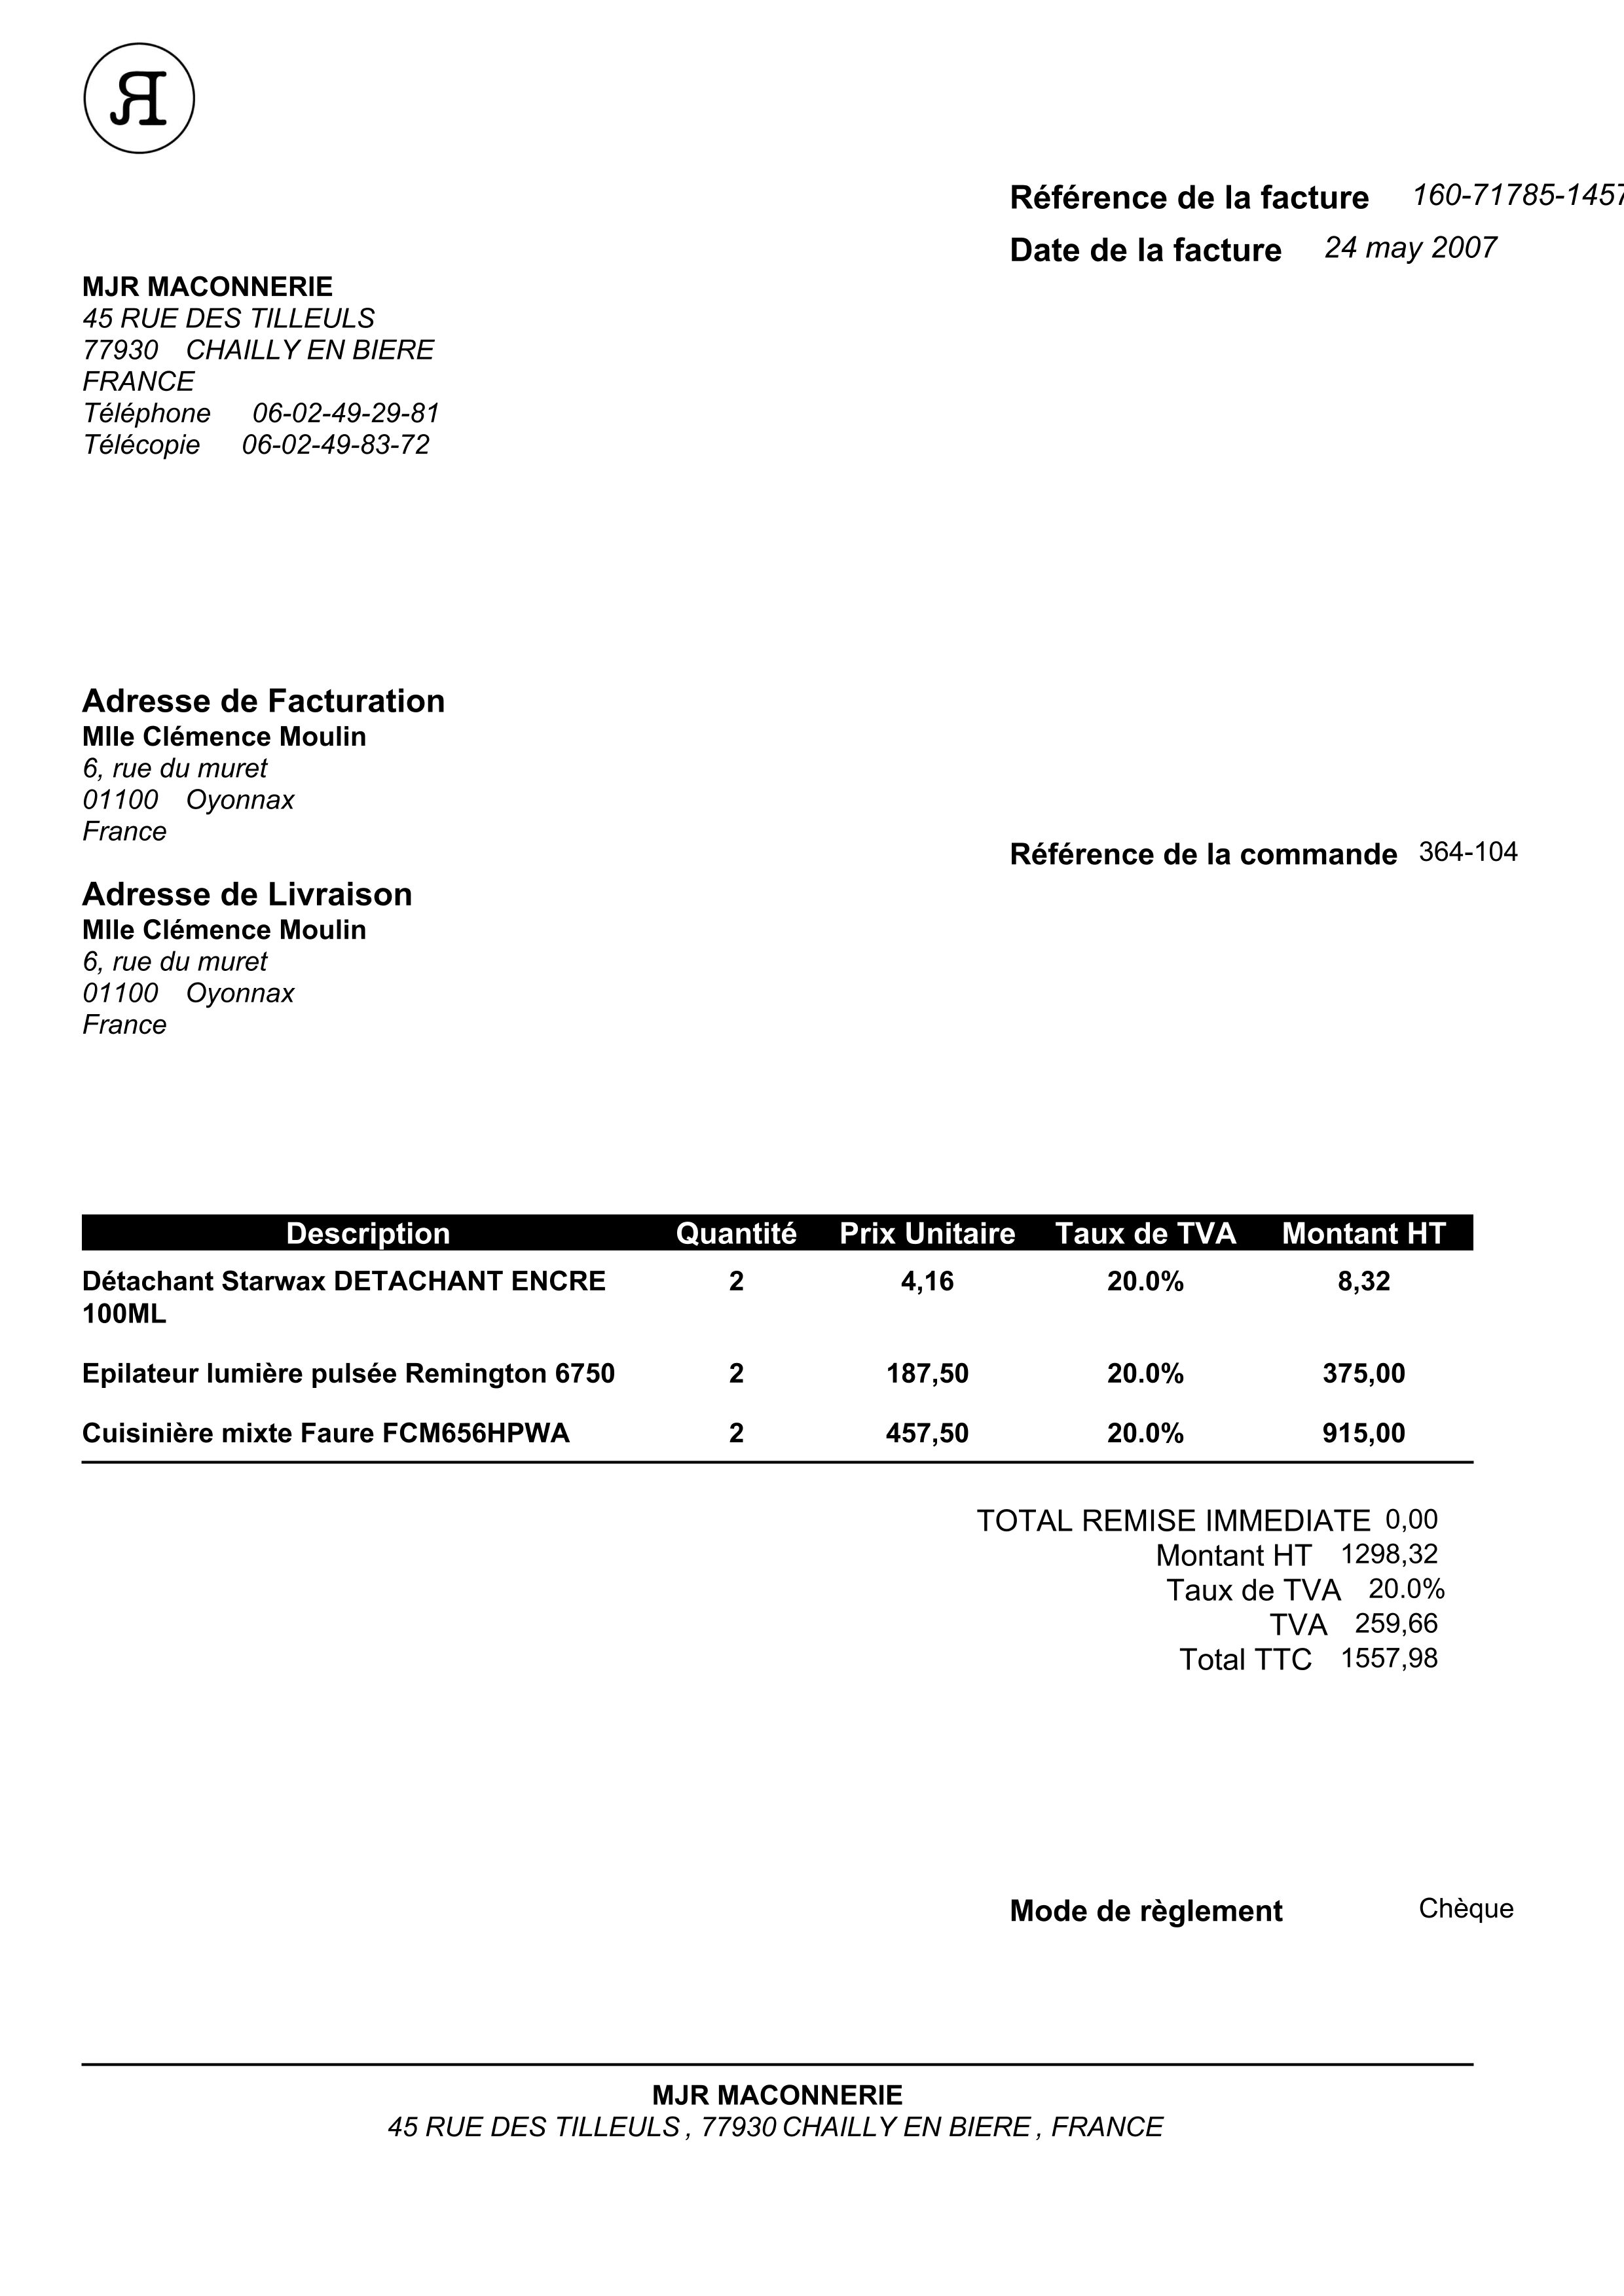 Référence de la facture 160-71785-1457
Date de la facture 24 may 2007
MJR MACONNERIE
45 RUE DES TILLEULS
77930 CHAILLY EN BIERE
FRANCE
Téléphone 06-02-49-29-81
Télécopie 06-02-49-83-72
Adresse de Facturation
Mlle Clémence Moulin
6, rue du muret
01100 Oyonnax
France
Référence de la commande 364-104
Adresse de Livraison
Mlle Clémence Moulin
6, rue du muret
01100 Oyonnax
France
Description Quantité Prix Unitaire Taux de TVA Montant HT
Détachant Starwax DETACHANT ENCRE 2 4,16 20.0% 8,32
100ML
Epilateur lumière pulsée Remington 6750 2 187,50 20.0% 375,00
Cuisinière mixte Faure FCM656HPWA 2 457,50 20.0% 915,00
TOTAL REMISE IMMEDIATE 0,00
Montant HT 1298,32
Taux de TVA 20.0%
TVA 259,66
Total TTC 1557,98
Mode de règlement Chèque
MJR MACONNERIE
45 RUE DES TILLEULS , 77930 CHAILLY EN BIERE , FRANCE